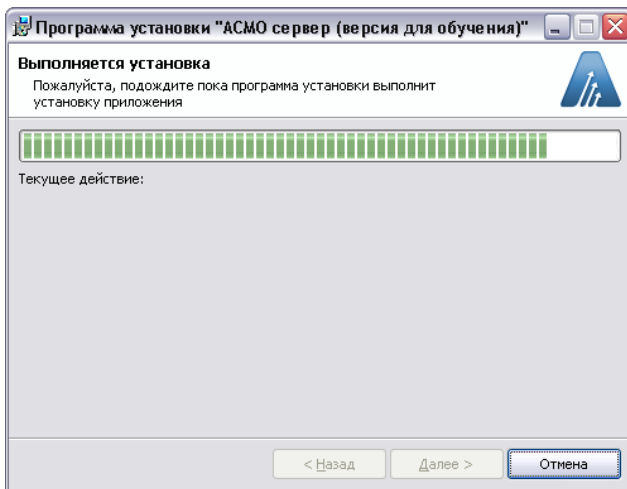 Программа установки "АСМО сервер (версия для обучения)"
Выполняется установка
Пожалуйста, подождите пока программа установки выполнит
установку приложения
Текущее действие:
< Назад
Далее >
Отмена